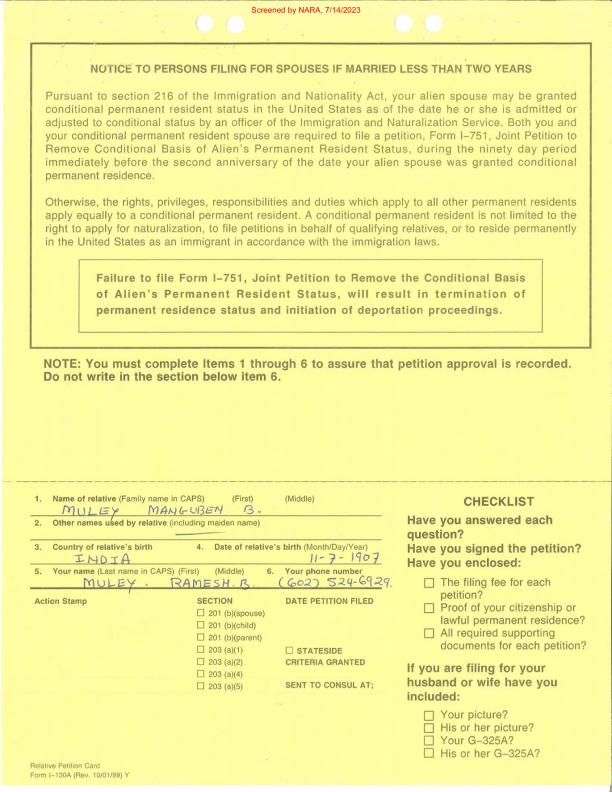 Screened by NARA, 7/14/2023
NOTICE TO PERSONS FILING FOR SPOUSES IF MARRIED LESS THAN TWO YEARS
Pursuant to section 216 of the Immigration and Nationality Act, your alien spouse may be granted
conditional permanent resident status in the United States as of the date he or she is admitted or
adjusted to conditional status by an officer of the Immigration and Naturalization Service. Both you and
your conditional permanent resident spouse are required to file a petition, Form I–751, Joint Petition to
Remove Conditional Basis of Alien's Permanent Resident Status, during the ninety day period
immediately before the second anniversary of the date your alien spouse was granted conditional
permanent residence.
Otherwise, the rights, privileges, responsibilities and duties which apply to all other permanent residents
apply equally to a conditional permanent resident. A conditional permanent resident is not limited to the
right to apply for naturalization, to file petitions in behalf of qualifying relatives, or to reside permanently
in the United States as an immigrant in accordance with the immigration laws.
Failure to file Form I–751, Joint Petition to Remove the Conditional Basis
of Alien's Permanent Resident Status, will result in termination of
permanent residence status and initiation of deportation proceedings.
NOTE: You must complete Items 1 through 6 to assure that petition approval is recorded.
Do not write in the section below item 6.
1. Name of relative (Family name in CAPS) (First) (Middle)
MULEY MANGUBEN B.
2. Other names used by relative (including maiden name)
3. Country of relative's birth 4. Date of relative's birth (Month/Day/Year)
INDIA 11-7-1907
5. Your name (Last name in CAPS) (First) (Middle) 6. Your phone number
MULEY. RAMESH.B. (602) 524-6929.
Action Stamp SECTION DATE PETITION FILED
201 (b)(spouse)
201 (b)(child)
201 (b)(parent)
203 (a)(1) STATESIDE
203 (a)(2) CRITERIA GRANTED
203 (a)(4)
203 (a)(5) SENT TO CONSUL AT;
CHECKLIST
Have you answered each
question?
Have you signed the petition?
Have you enclosed:
The filing fee for each
petition?
Proof of your citizenship or
lawful permanent residence?
All required supporting
documents for each petition?
If you are filing for your
husband or wife have you
included:
Your picture?
His or her picture?
Your G–325A?
His or her G–325A?
Relative Petition Card
Form I–130A (Rev. 10/01/89) Y